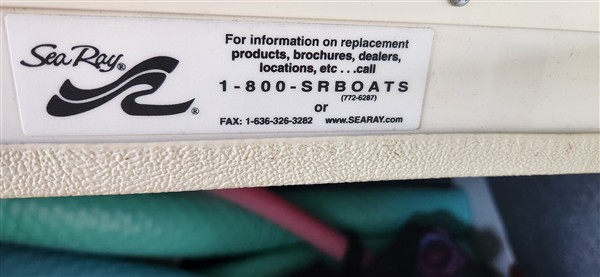 Sea Ray®
®
For information on replacement
products, brochures, dealers,
locations, etc ...call
1-800-SRBOATS
(772-6287)
or
FAX: 1-636-326-3282 www.SEARAY.com